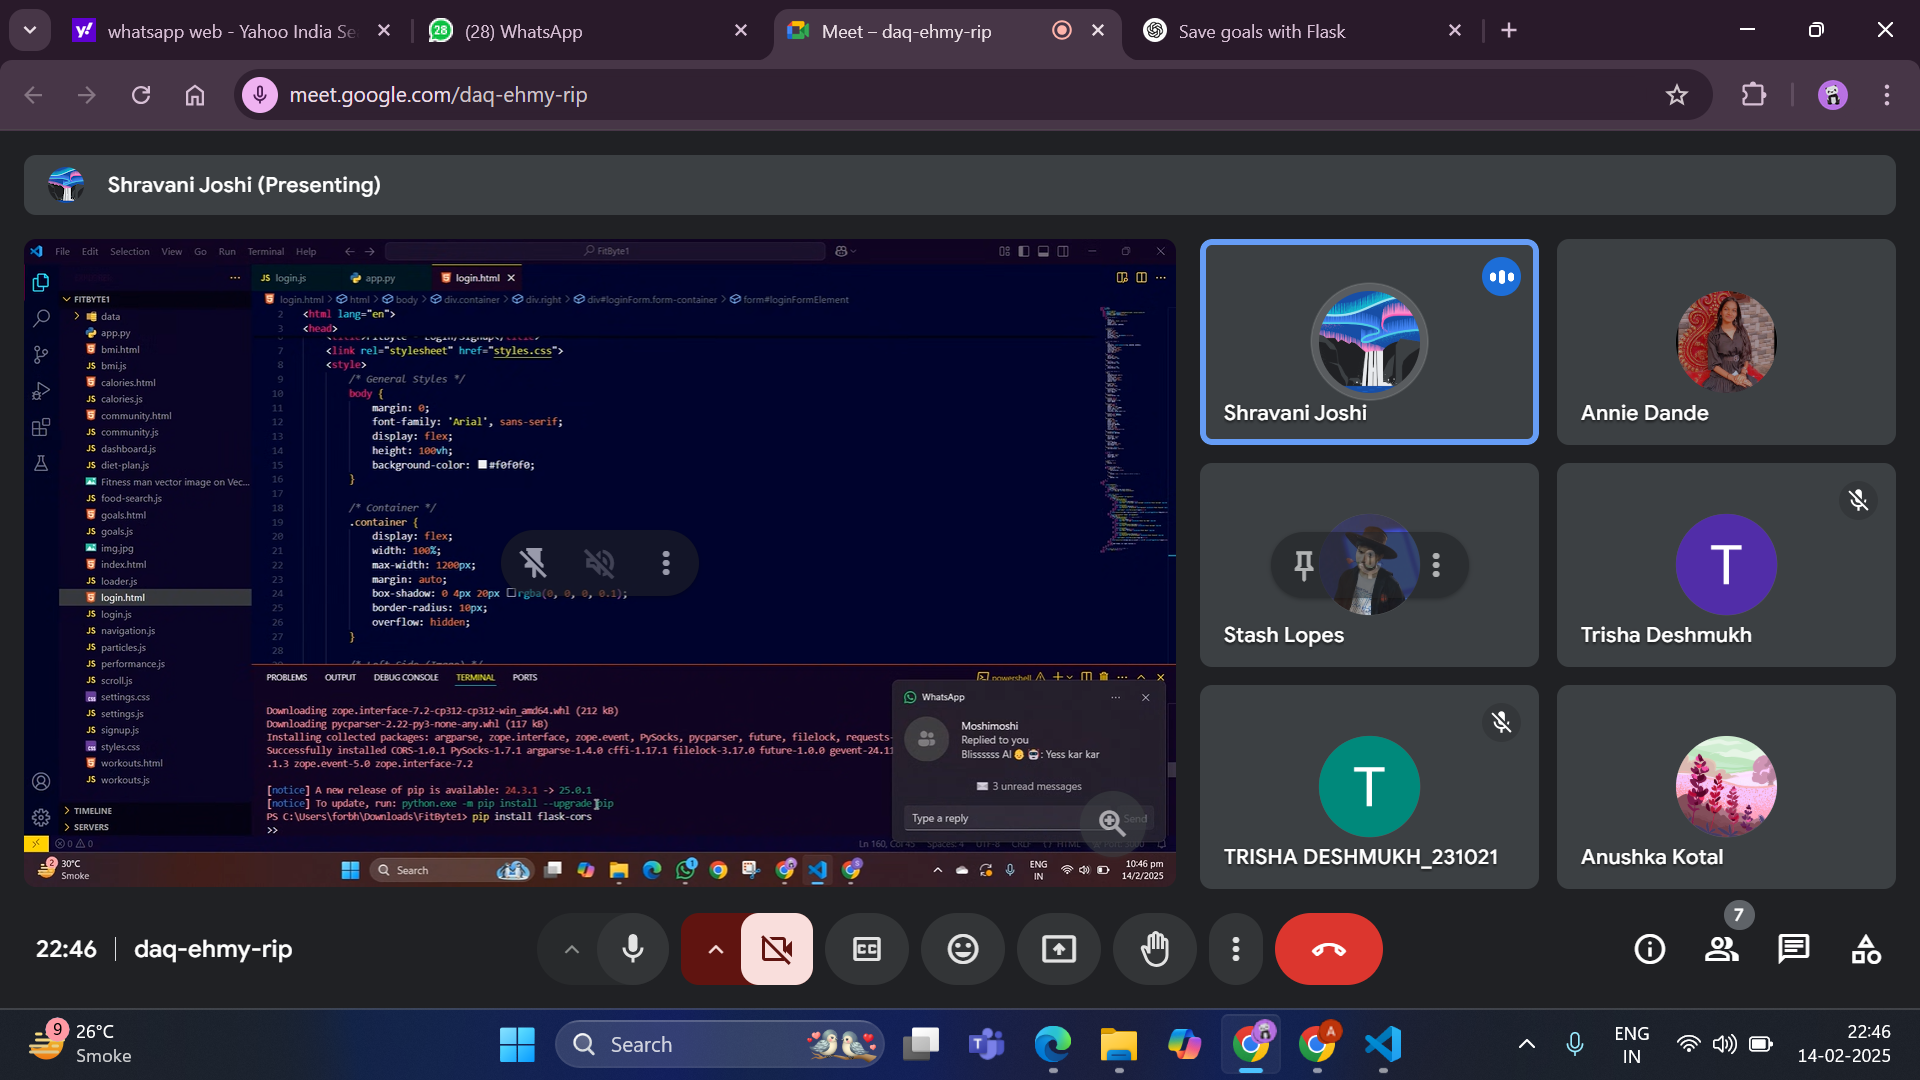 whatsapp web - Yahoo India Se
(28) WhatsApp
Meet – daq-ehmy-rip
Save goals with Flask
meet.google.com/daq-ehmy-rip
Shravani Joshi (Presenting)
File Edit Selection View Go Run Terminal Help
FitByte1
login.js
app.py
login.html
FITBYTE1
data
app.py
bmi.html
bmi.js
calories.html
calories.js
community.html
community.js
dashboard.js
diet-plan.js
Fitness man vector image on Vec...
food-search.js
goals.html
goals.js
img.jpg
index.html
loader.js
login.html
login.js
navigation.js
particles.js
performance.js
scroll.js
settings.css
settings.js
signup.js
styles.css
workouts.html
workouts.js
TIMELINE
SERVERS
login.html > html > body > div.container > div.right > div#loginForm.form-container > form#loginFormElement
2 <html lang="en">
3 <head>
7 <link rel="stylesheet" href="styles.css">
8 <style>
9 /* General Styles */
10 body {
11 margin: 0;
12 font-family: 'Arial', sans-serif;
13 display: flex;
14 height: 100vh;
15 background-color: #f0f0f0;
16 }
17
18 /* Container */
19 .container {
20 display: flex;
21 width: 100%;
22 max-width: 1200px;
23 margin: auto;
24 box-shadow: 0 4px 20px rgba(0, 0, 0, 0.1);
25 border-radius: 10px;
26 overflow: hidden;
27 }
28
PROBLEMS OUTPUT DEBUG CONSOLE TERMINAL PORTS
powershell
Downloading zope.interface-7.2-cp312-cp312-win_amd64.whl (212 kB)
Downloading pycparser-2.22-py3-none-any.whl (117 kB)
Installing collected packages: argparse, zope.interface, zope.event, PySocks, pycparser, future, filelock, requests-
Successfully installed CORS-1.0.1 PySocks-1.7.1 argparse-1.4.0 cffi-1.17.1 filelock-3.17.0 future-1.0.0 gevent-24.11
.1.3 zope.event-5.0 zope.interface-7.2
[notice] A new release of pip is available: 24.3.1 -> 25.0.1
[notice] To update, run: python.exe -m pip install --upgrade pip
PS C:\Users\forbh\Downloads\FitByte1> pip install flask-cors
>>
WhatsApp
Moshimoshi
Replied to you
Blissssss AI👴🎅: Yess kar kar
3 unread messages
Type a reply
Send
0 0
Ln 160, Col 45 Spaces: 4 UTF-8 CRLF HTML
2
30°C
Smoke
Search
ENG
IN
10:46 pm
14/2/2025
Shravani Joshi
Annie Dande
Stash Lopes
T
Trisha Deshmukh
T
TRISHA DESHMUKH_231021
Anushka Kotal
22:46
daq-ehmy-rip
CC
7
9
26°C
Smoke
Search
A
ENG
IN
22:46
14-02-2025